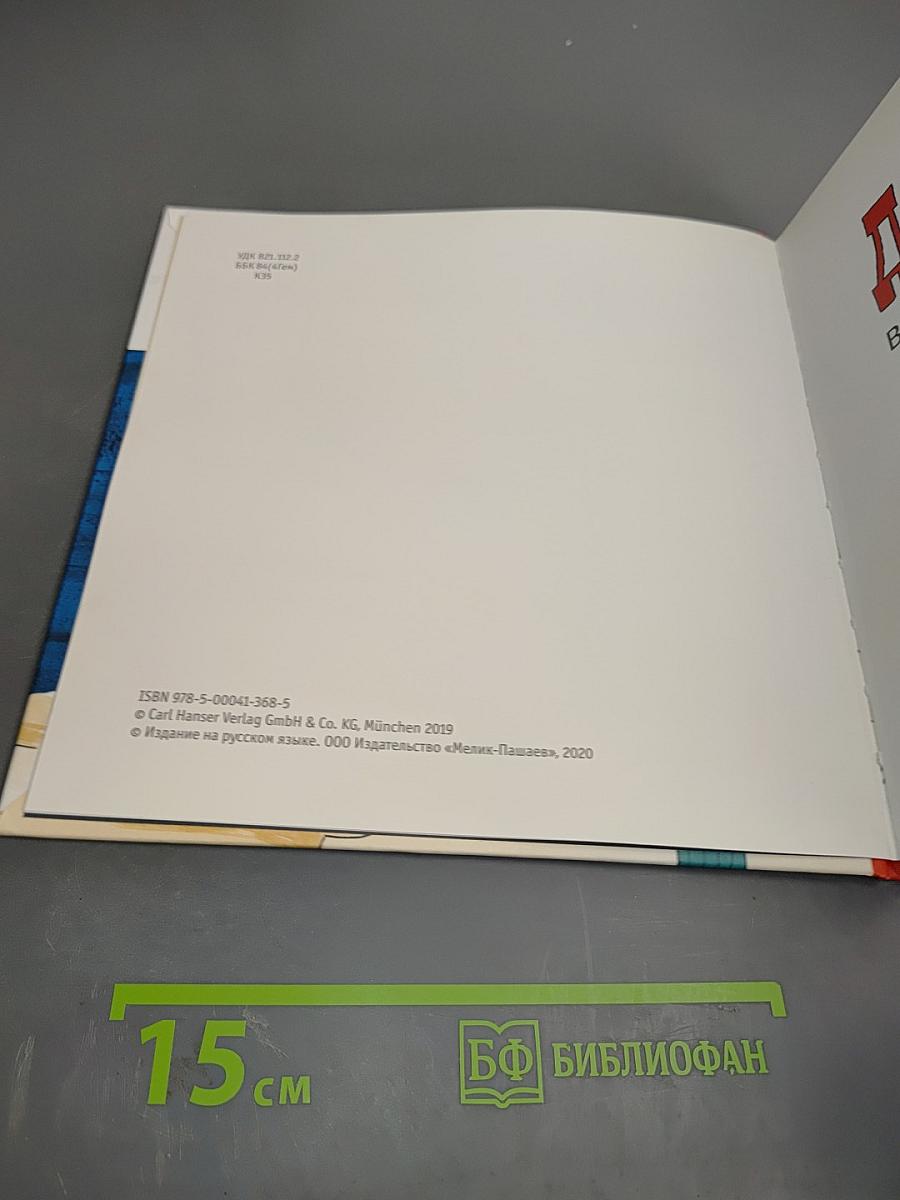 УДК 821.112.2
ББК 84(4Гем)
К35
Д
В
ISBN 978-5-00041-368-5
© Carl Hanser Verlag GmbH & Co. KG, München 2019
© Издание на русском языке. ООО Издательство «Мелик-Пашаев», 2020
15 см
БФ БИБЛИОФАН